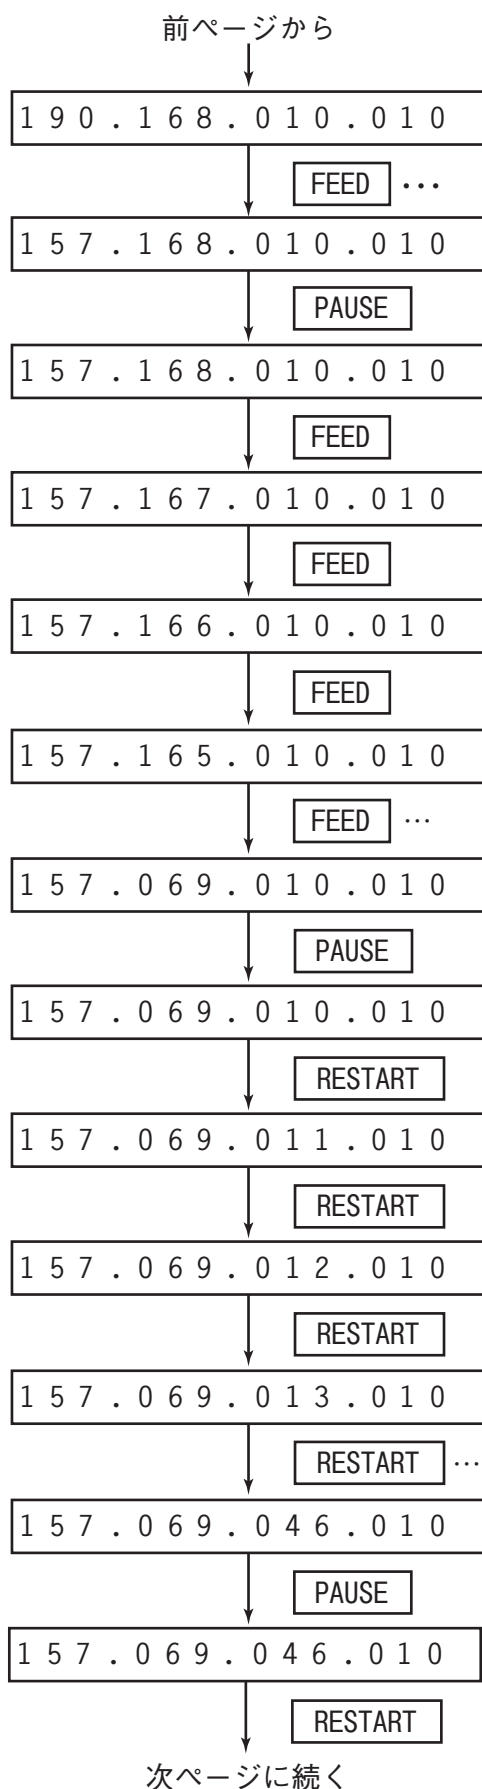 前ページから
190.168.010.010
FEED …
157.168.010.010
PAUSE
157.168.010.010
FEED
157.167.010.010
FEED
157.166.010.010
FEED
157.165.010.010
FEED …
157.069.010.010
PAUSE
157.069.010.010
RESTART
157.069.011.010
RESTART
157.069.012.010
RESTART
157.069.013.010
RESTART …
157.069.046.010
PAUSE
157.069.046.010
RESTART
次ページに続く